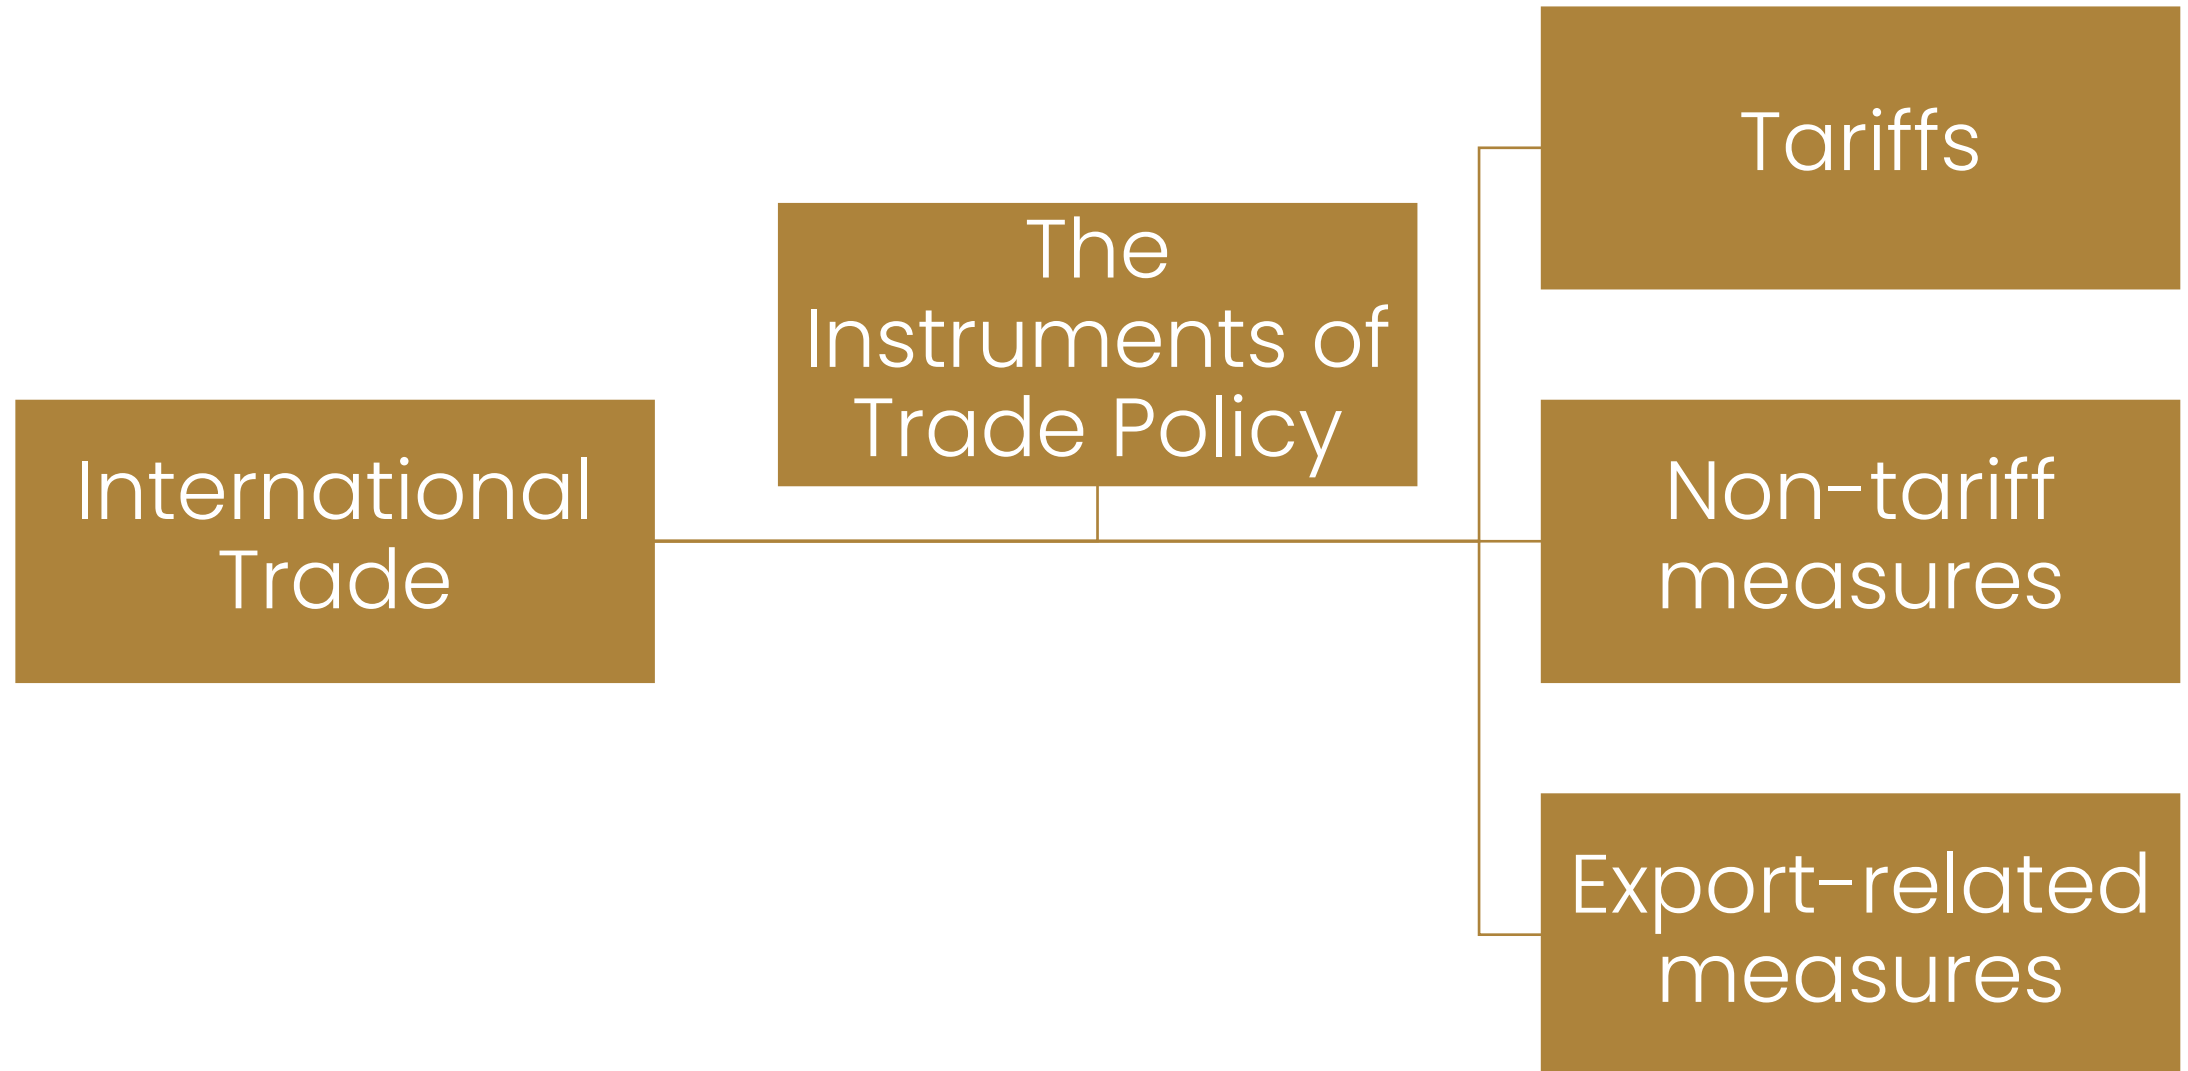 International
Trade
The
Instruments of
Trade Policy
Tariffs
Non-tariff
measures
Export-related
measures